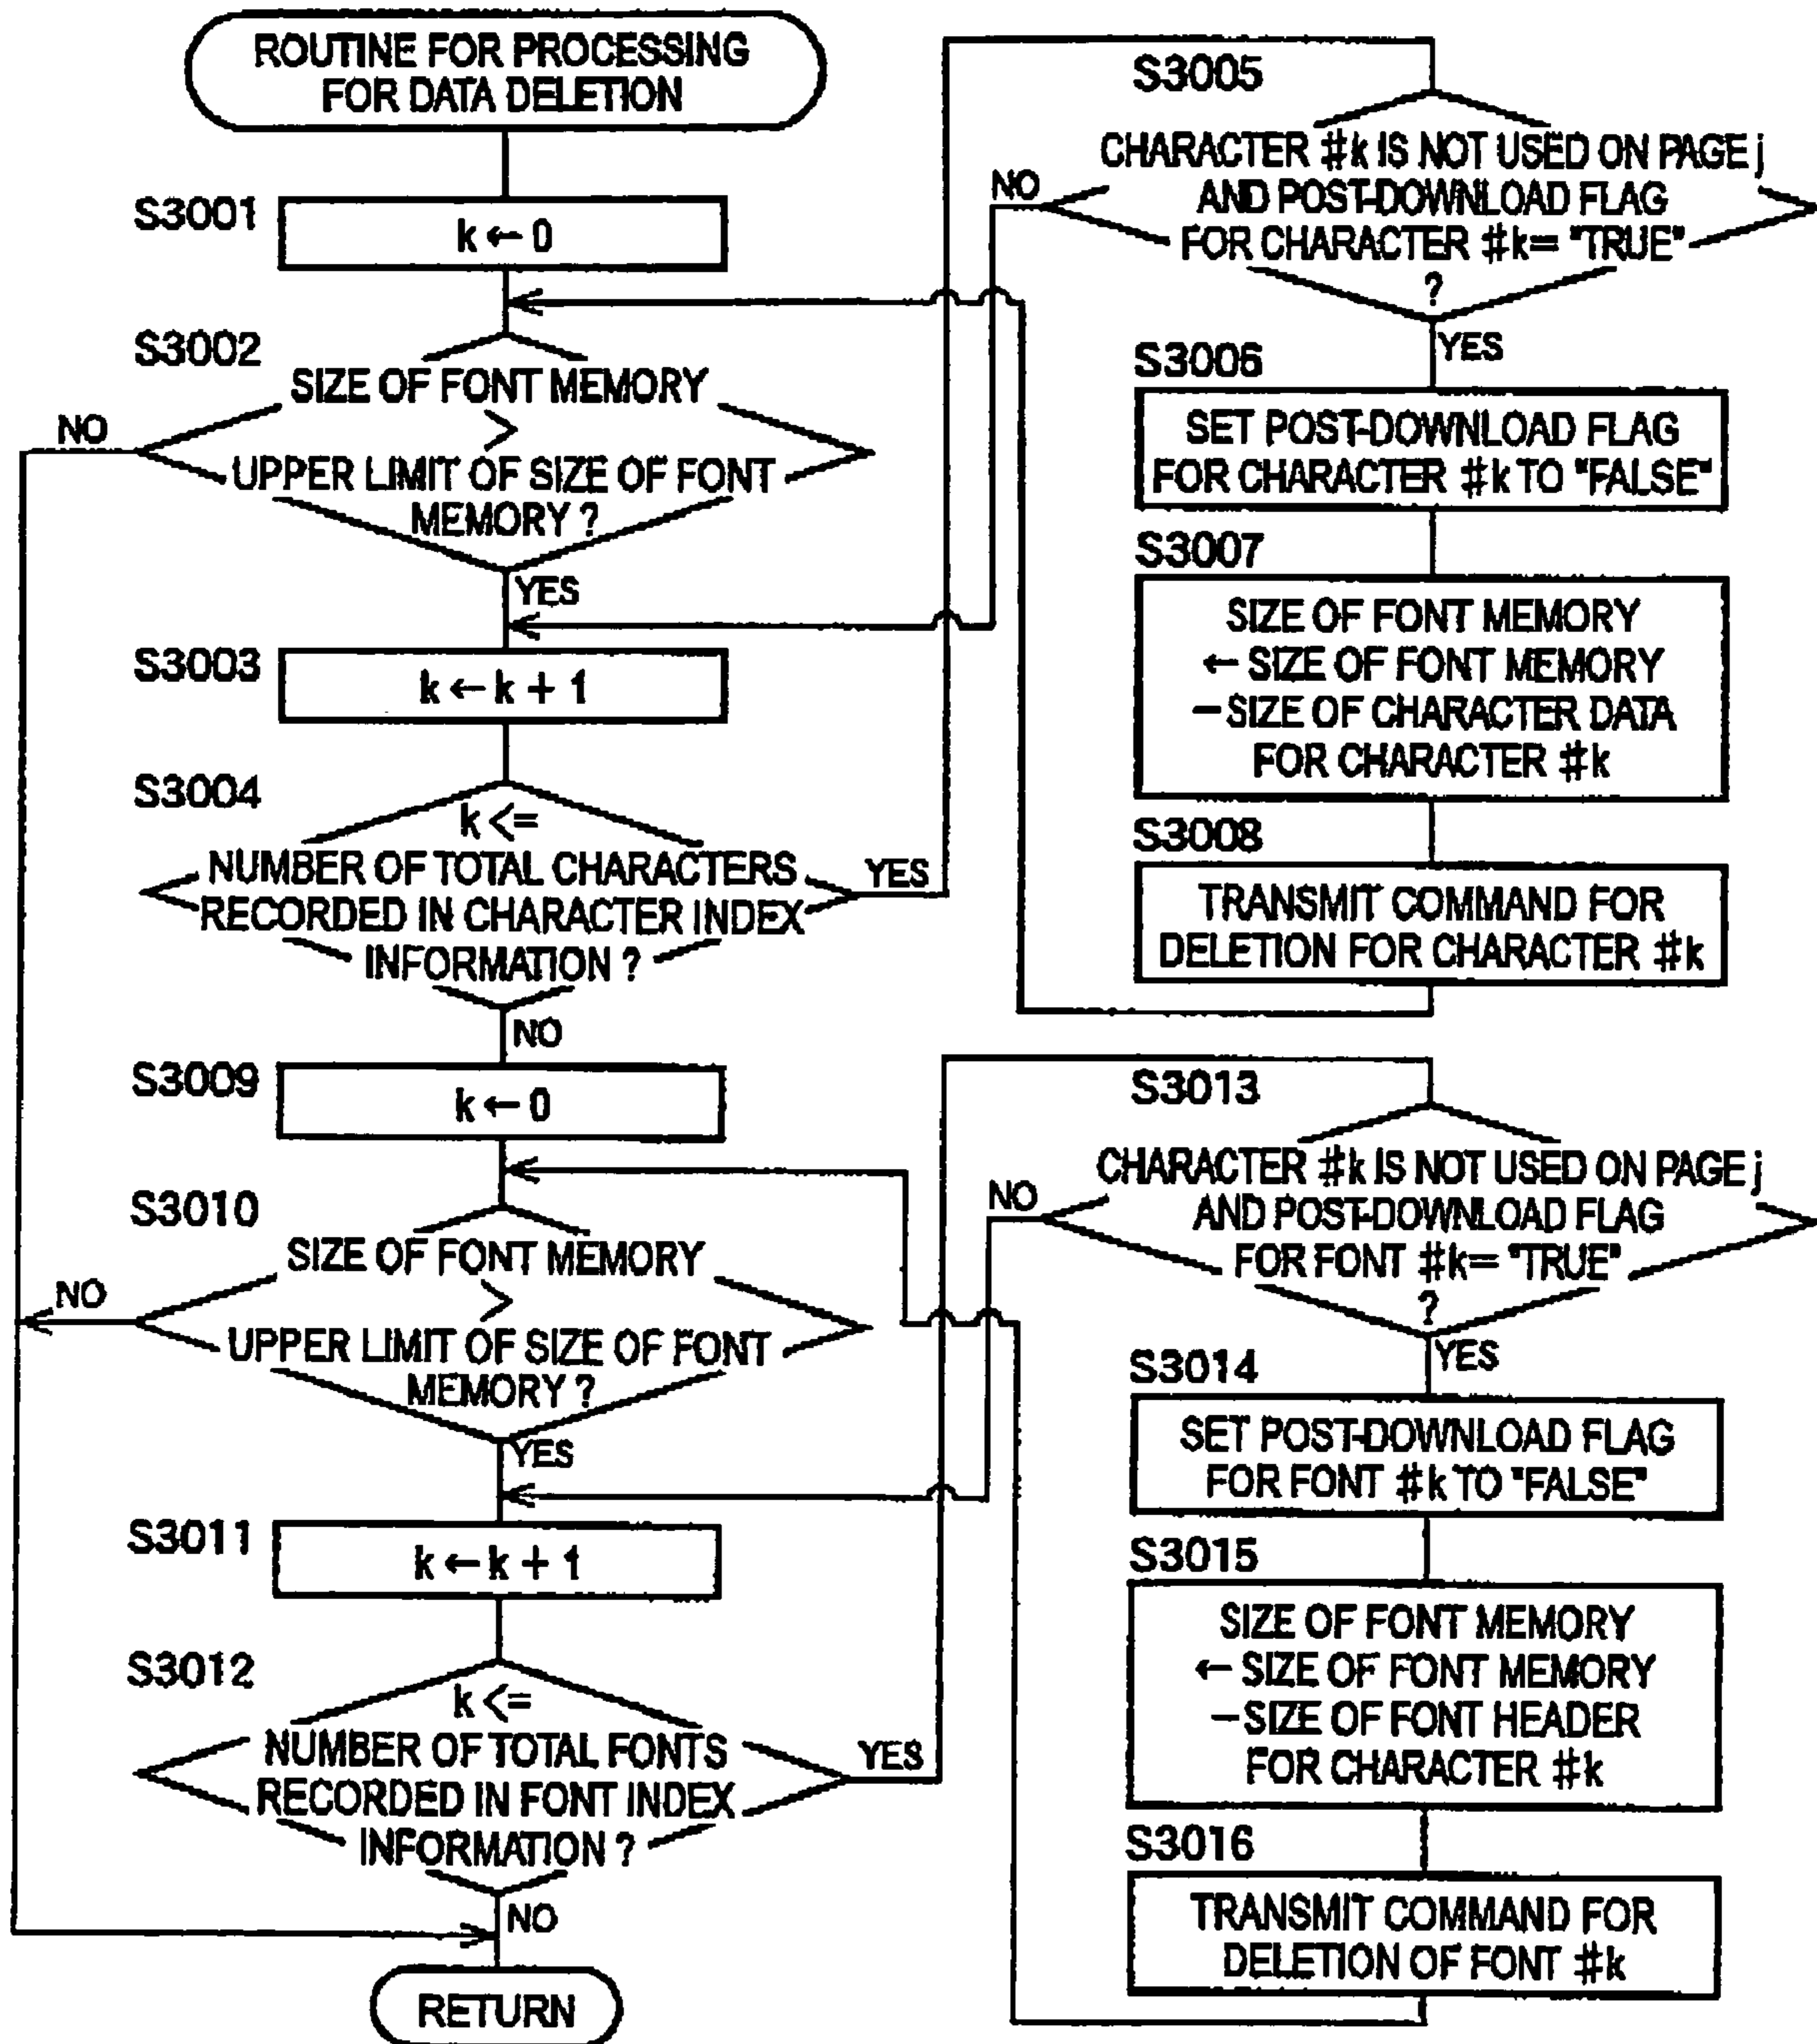 ROUTINE FOR PROCESSING
FOR DATA DELETION
S3001
k ← 0
S3002
SIZE OF FONT MEMORY
>
UPPER LIMIT OF SIZE OF FONT
MEMORY ?
NO
YES
S3003
k ← k + 1
S3004
k <=
NUMBER OF TOTAL CHARACTERS
RECORDED IN CHARACTER INDEX
INFORMATION ?
YES
NO
S3005
CHARACTER #k IS NOT USED ON PAGE j
AND POST-DOWNLOAD FLAG
FOR CHARACTER #k= "TRUE"
?
NO
YES
S3006
SET POST-DOWNLOAD FLAG
FOR CHARACTER #k TO "FALSE"
S3007
SIZE OF FONT MEMORY
← SIZE OF FONT MEMORY
−SIZE OF CHARACTER DATA
FOR CHARACTER #k
S3008
TRANSMIT COMMAND FOR
DELETION FOR CHARACTER #k
S3009
k ← 0
S3010
SIZE OF FONT MEMORY
>
UPPER LIMIT OF SIZE OF FONT
MEMORY ?
NO
YES
S3011
k ← k + 1
S3012
k <=
NUMBER OF TOTAL FONTS
RECORDED IN FONT INDEX
INFORMATION ?
YES
NO
S3013
CHARACTER #k IS NOT USED ON PAGE j
AND POST-DOWNLOAD FLAG
FOR FONT #k= "TRUE"
?
NO
YES
S3014
SET POST-DOWNLOAD FLAG
FOR FONT #k TO "FALSE"
S3015
SIZE OF FONT MEMORY
← SIZE OF FONT MEMORY
−SIZE OF FONT HEADER
FOR CHARACTER #k
S3016
TRANSMIT COMMAND FOR
DELETION OF FONT #k
RETURN